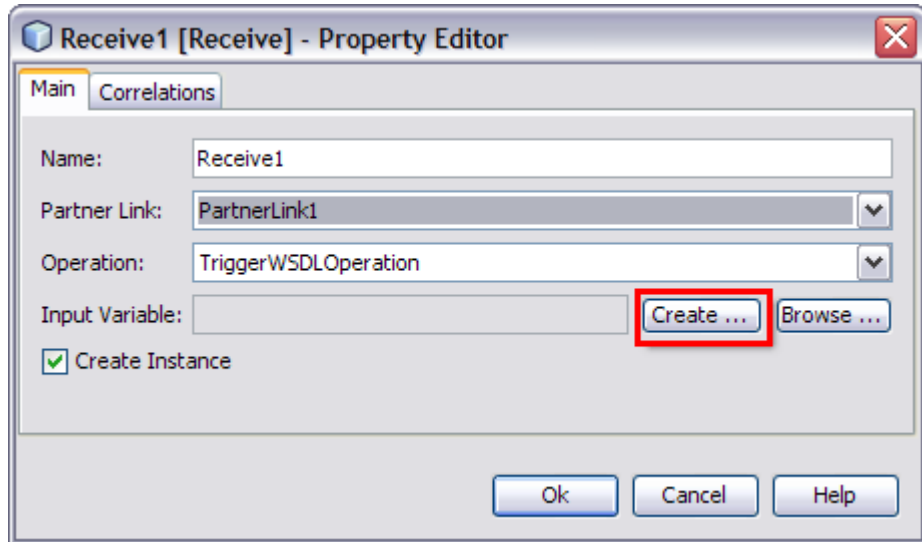 Receive1 [Receive] - Property Editor
Main Correlations
Name: Receive1
Partner Link: PartnerLink1
Operation: TriggerWSDLOperation
Input Variable: Create ... Browse ...
Create Instance
Ok Cancel Help